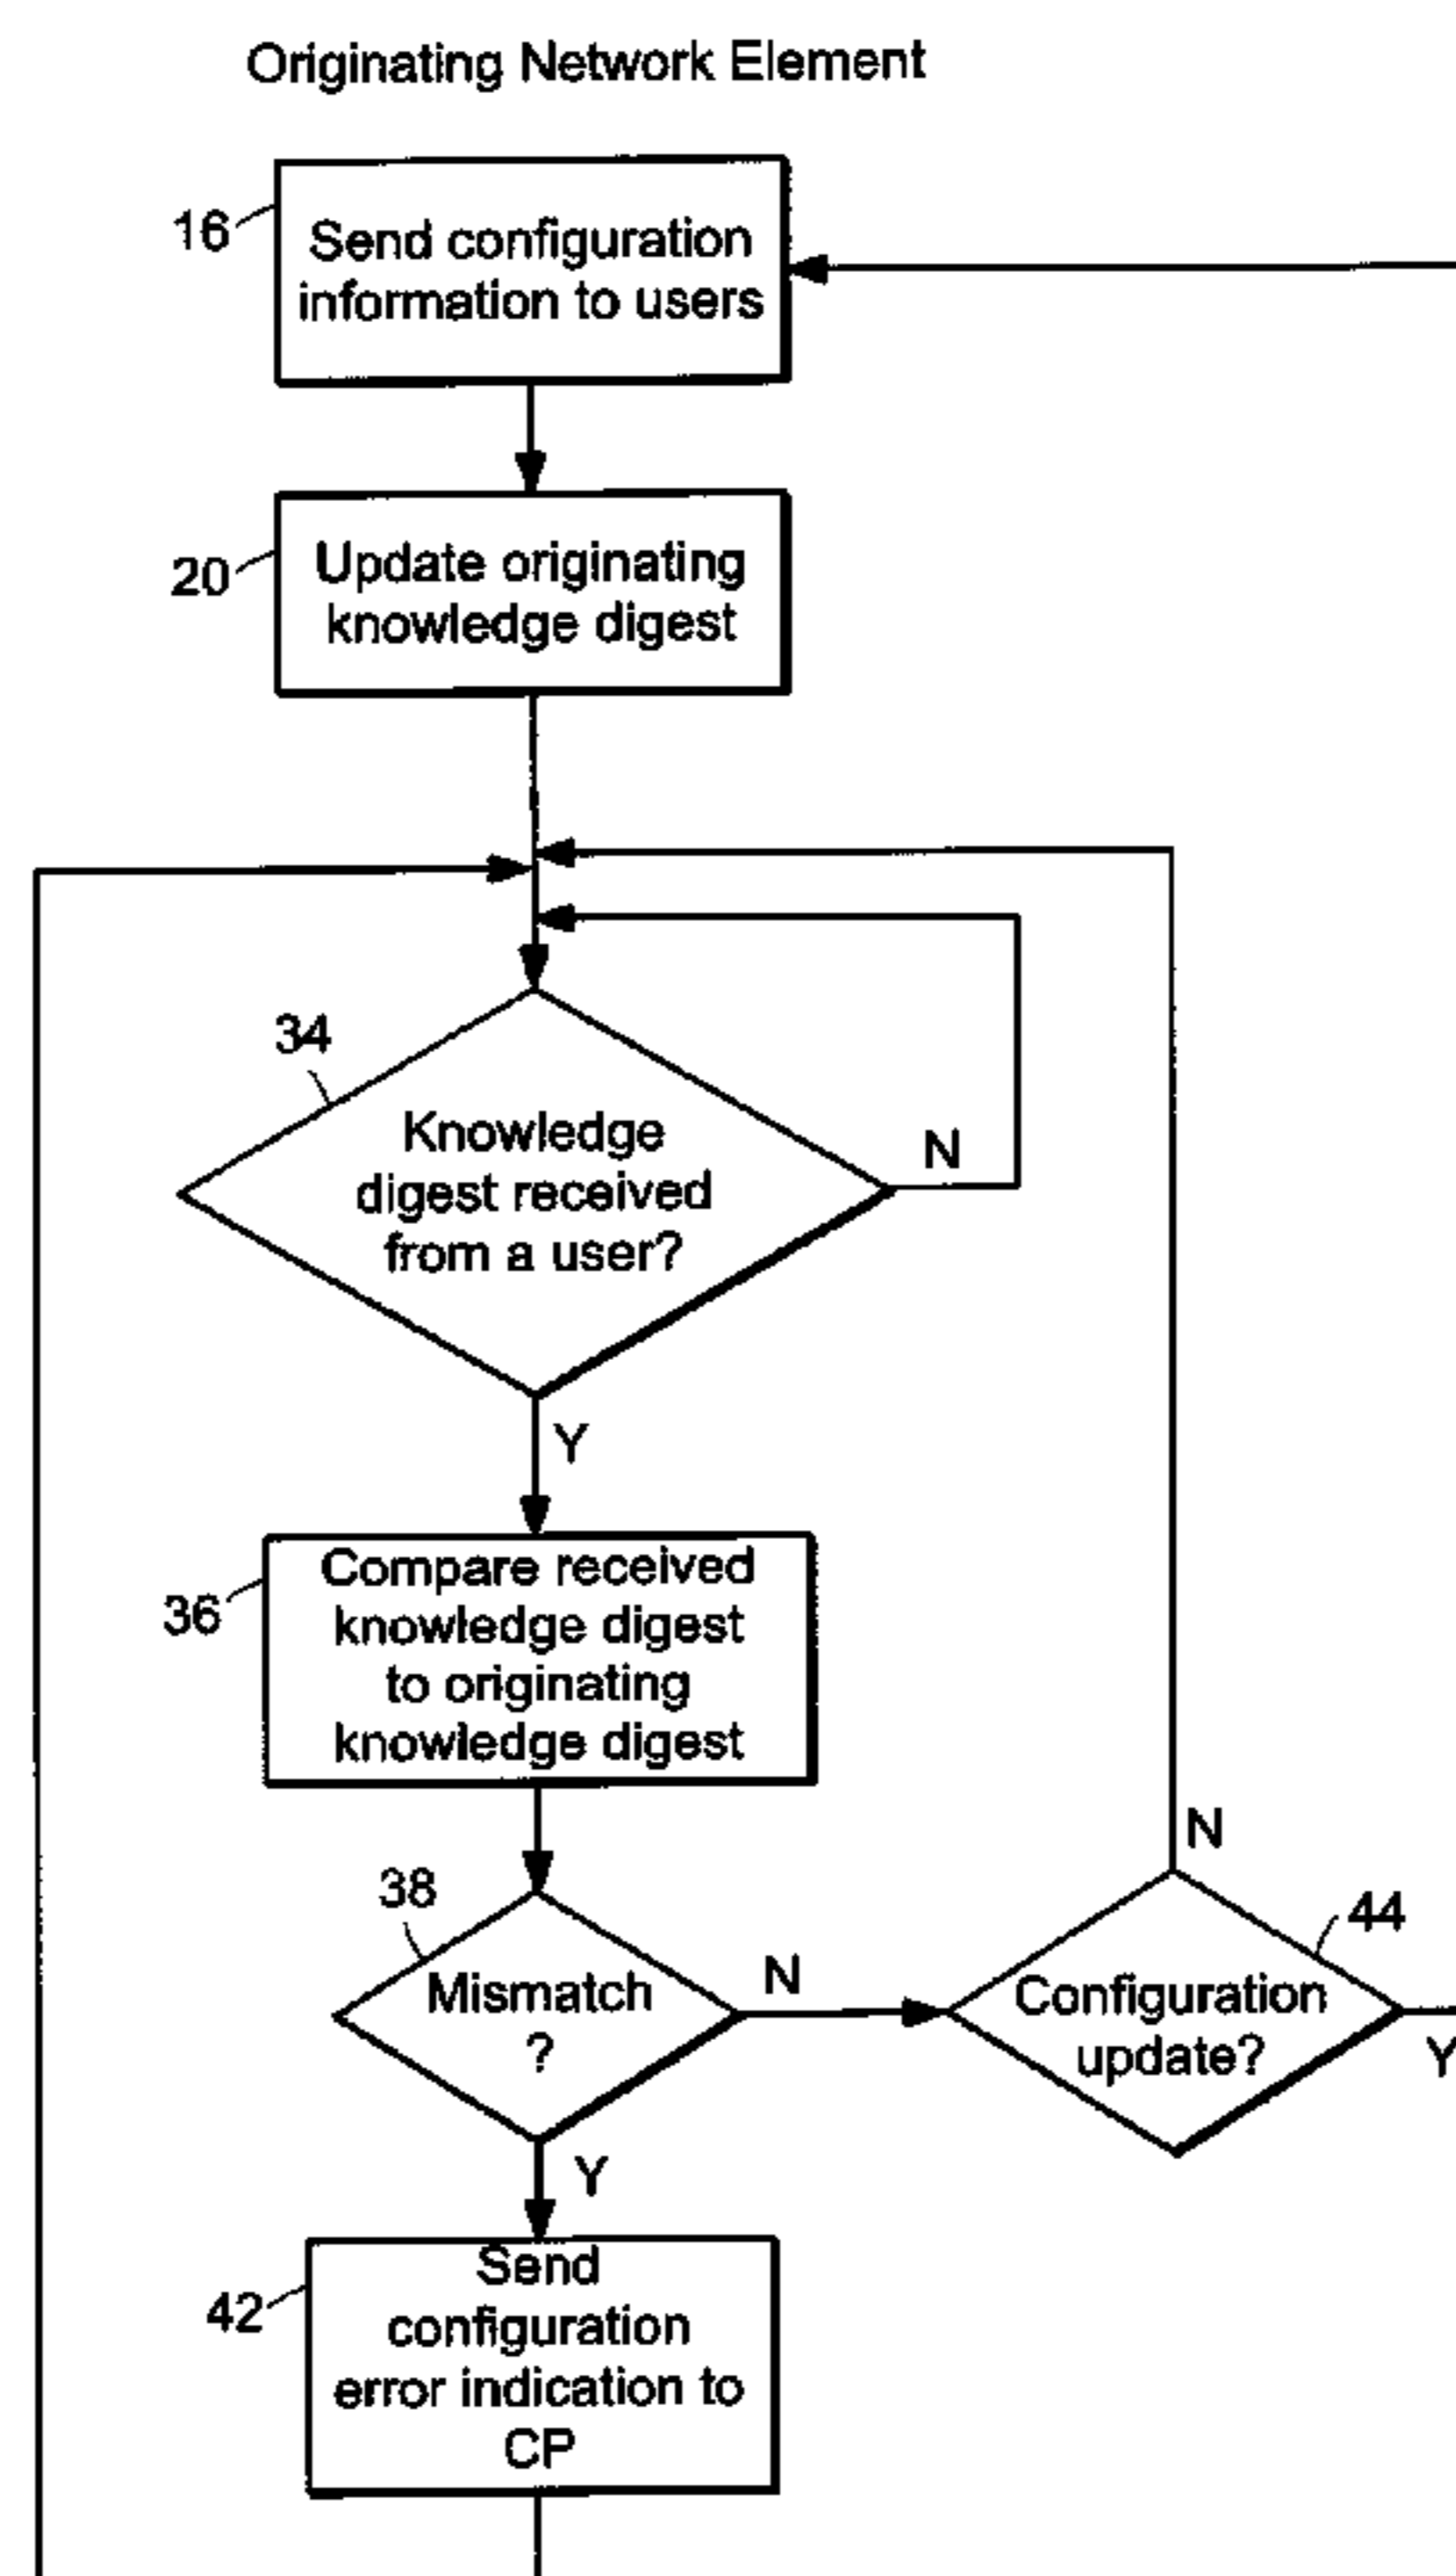 Originating Network Element
16
Send configuration
information to users
20
Update originating
knowledge digest
34
Knowledge
digest received
from a user?
N
Y
36
Compare received
knowledge digest
to originating
knowledge digest
38
Mismatch
?
N
Y
44
Configuration
update?
N
Y
42
Send
configuration
error indication to
CP